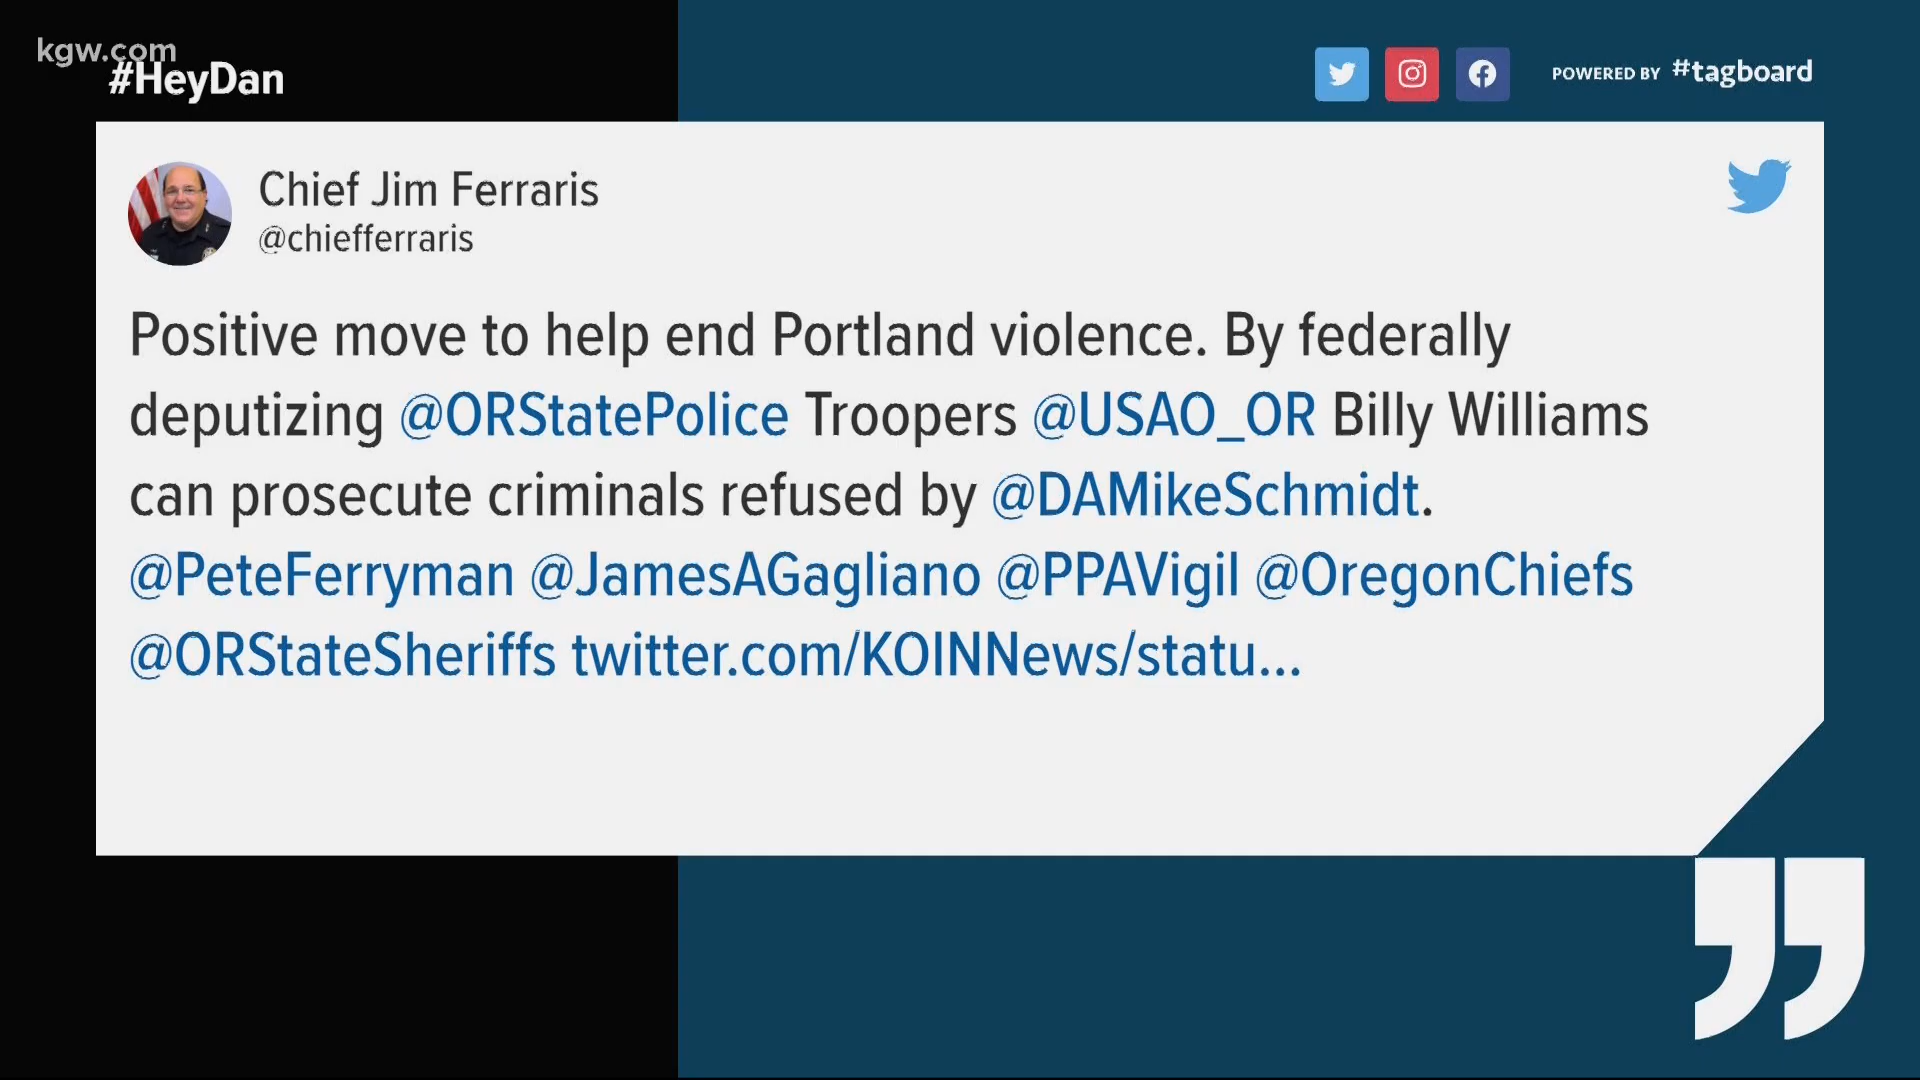 kgw.com
#HeyDan
POWERED BY #tagboard
Chief Jim Ferraris
@chiefferraris
Positive move to help end Portland violence. By federally
deputizing @ORStatePolice Troopers @USAO_OR Billy Williams
can prosecute criminals refused by @DAMikeSchmidt.
@PeteFerryman @JamesAGagliano @PPAVigil @OregonChiefs
@ORStateSheriffs twitter.com/KOINNews/statu...